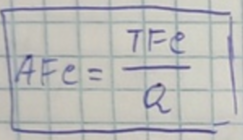 AFC = TFC / Q